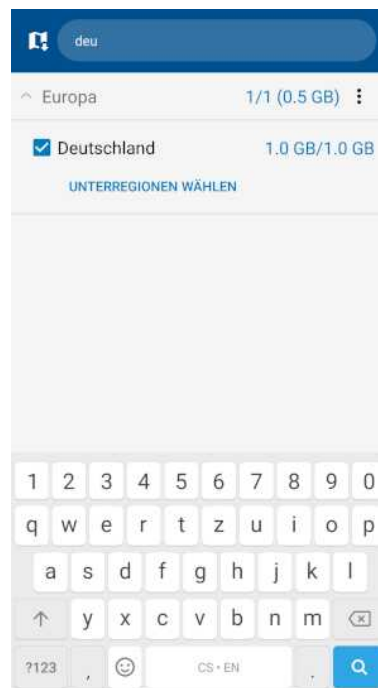 deu
Europa 1/1 (0.5 GB)
Deutschland 1.0 GB/1.0 GB
UNTERREGIONEN WÄHLEN
1 2 3 4 5 6 7 8 9 0
q w e r t z u i o p
a s d f g h j k l
y x c v b n m
?123 , CS • EN .